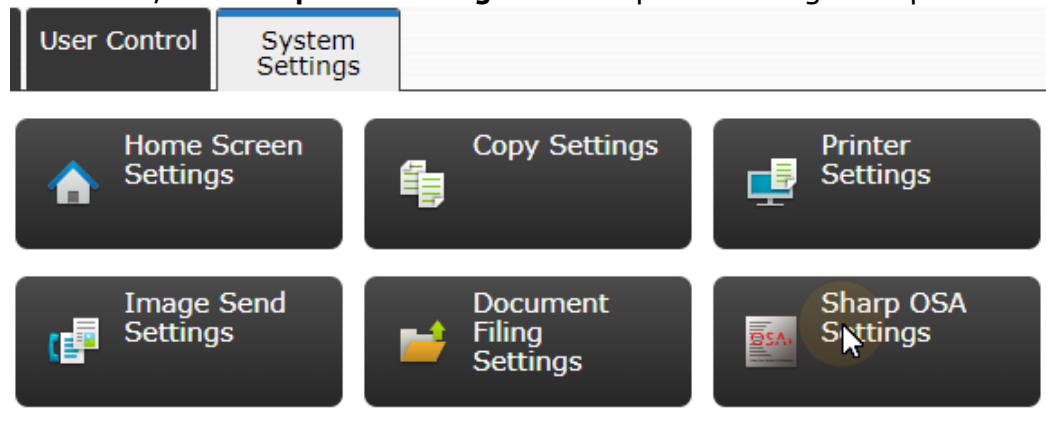 User Control
System
Settings
Home Screen
Settings
Copy Settings
Printer
Settings
Image Send
Settings
Document
Filing
Settings
Sharp OSA
Settings
OSA